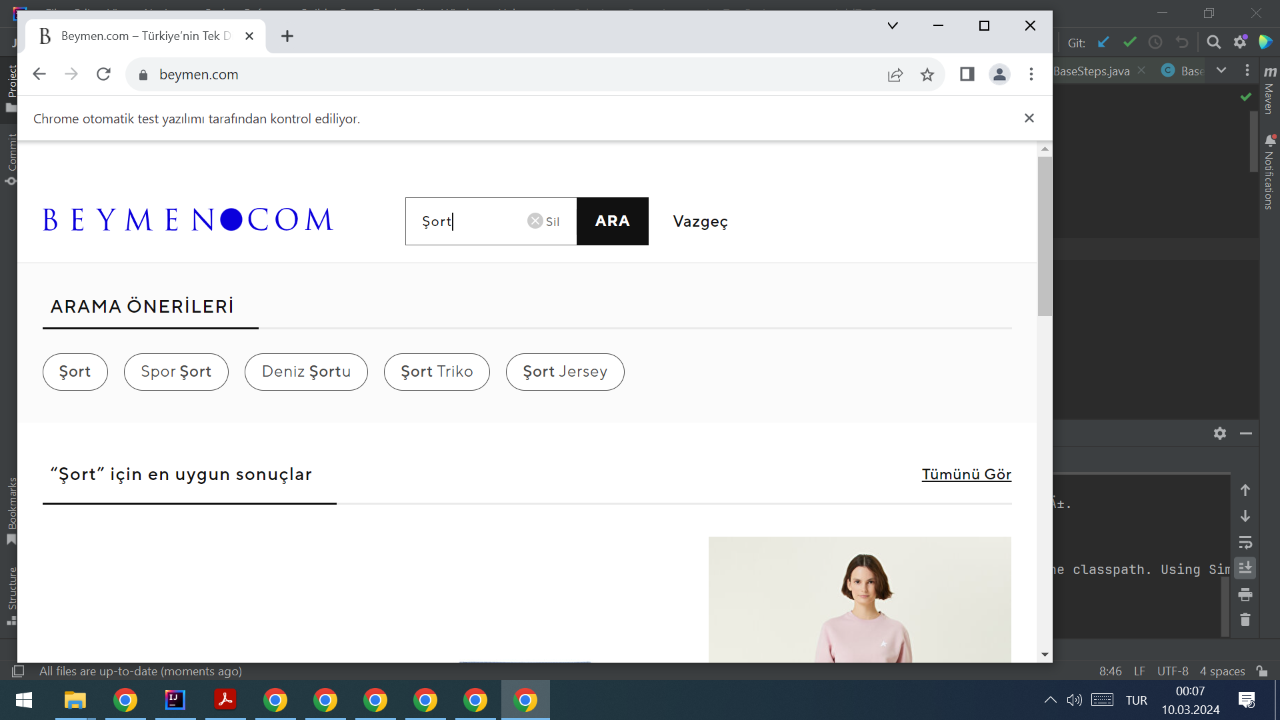 Beymen.com – Türkiye'nin Tek D
beymen.com
Chrome otomatik test yazılımı tarafından kontrol ediliyor.
BEYMEN COM
Şort
Sil
ARA
Vazgeç
ARAMA ÖNERİLERİ
Şort
Spor Şort
Deniz Şortu
Şort Triko
Şort Jersey
“Şort” için en uygun sonuçlar
Tümünü Gör
Git:
BaseSteps.java
Base
Maven
Notifications
Project
Commit
Bookmarks
Structure
he classpath. Using Sim
All files are up-to-date (moments ago)
8:46 LF UTF-8 4 spaces
TUR
00:07
10.03.2024